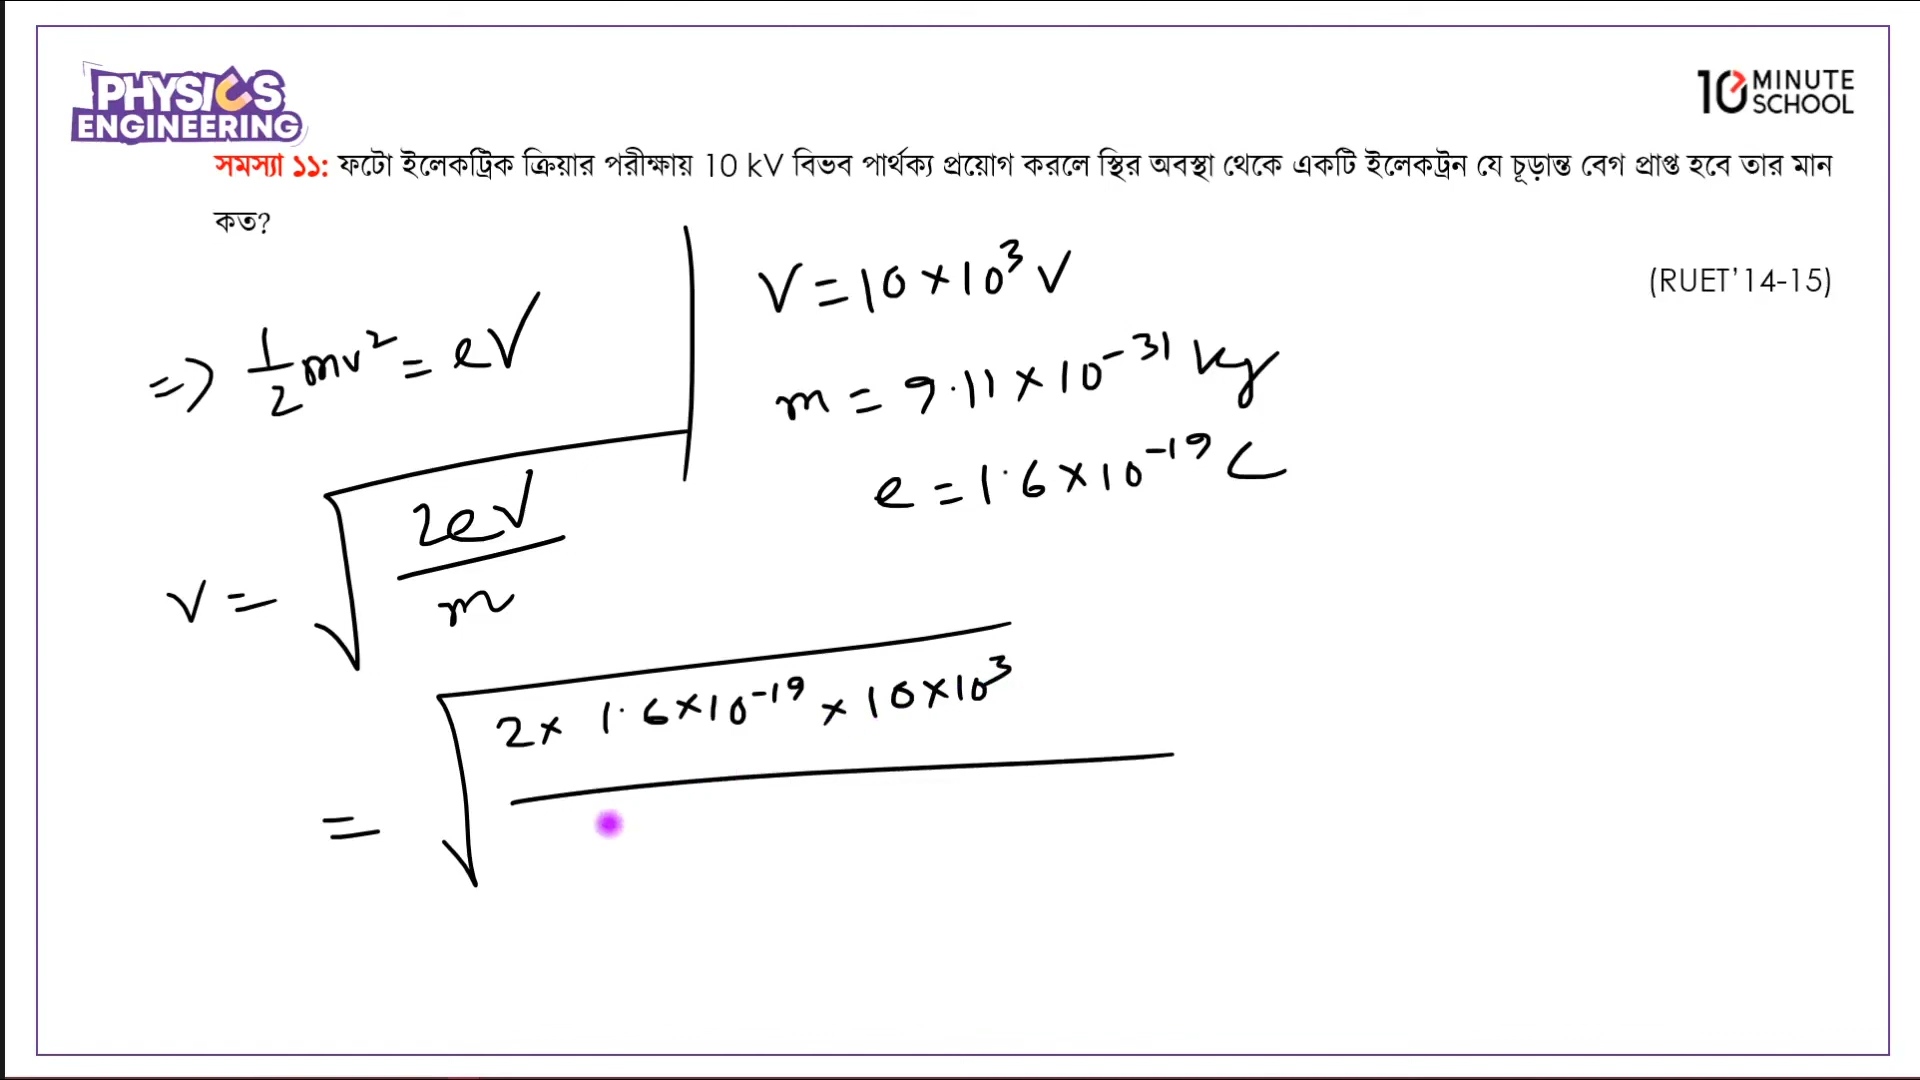 PHYSICS
ENGINEERING
10 MINUTE
SCHOOL
সমস্যা ১১: ফটো ইলেকট্রিক ক্রিয়ার পরীক্ষায় 10 kV বিভব পার্থক্য প্রয়োগ করলে স্থির অবস্থা থেকে একটি ইলেকট্রন যে চূড়ান্ত বেগ প্রাপ্ত হবে তার মান
কত?
(RUET’14-15)
=> 1/2 mv² = eV
v = √(2eV/m)
V = 10 × 10³ V
m = 9.11 × 10⁻³¹ kg
e = 1.6 × 10⁻¹⁹ C
= √ 2 × 1.6 × 10⁻¹⁹ × 10 × 10³